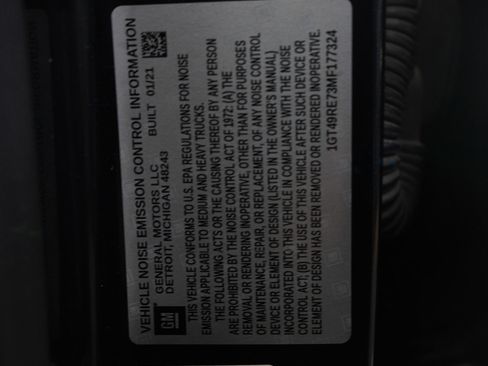 VEHICLE NOISE EMISSION CONTROL INFORMATION
GM
GENERAL MOTORS LLC
DETROIT, MICHIGAN 48243
BUILT 01/21
THIS VEHICLE CONFORMS TO U.S. EPA REGULATIONS FOR NOISE
EMISSION APPLICABLE TO MEDIUM AND HEAVY TRUCKS.
THE FOLLOWING ACTS OR THE CAUSING THEREOF BY ANY PERSON
ARE PROHIBITED BY THE NOISE CONTROL ACT OF 1972: (A) THE
REMOVAL OR RENDERING INOPERATIVE, OTHER THAN FOR PURPOSES
OF MAINTENANCE, REPAIR, OR REPLACEMENT, OF ANY NOISE CONTROL
DEVICE OR ELEMENT OF DESIGN (LISTED IN THE OWNER'S MANUAL)
INCORPORATED INTO THIS VEHICLE IN COMPLIANCE WITH THE NOISE
CONTROL ACT; (B) THE USE OF THIS VEHICLE AFTER SUCH DEVICE OR
ELEMENT OF DESIGN HAS BEEN REMOVED OR RENDERED INOPERATIVE.
1GT49RE73MF177324